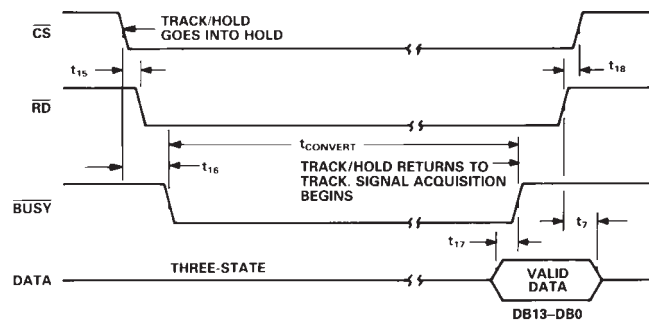 TRACK/HOLD
GOES INTO HOLD
CS
t15
t18
RD
tCONVERT
t16
TRACK/HOLD RETURNS TO
TRACK. SIGNAL ACQUISITION
BEGINS
BUSY
t17
t7
THREE-STATE
DATA
VALID
DATA
DB13–DB0